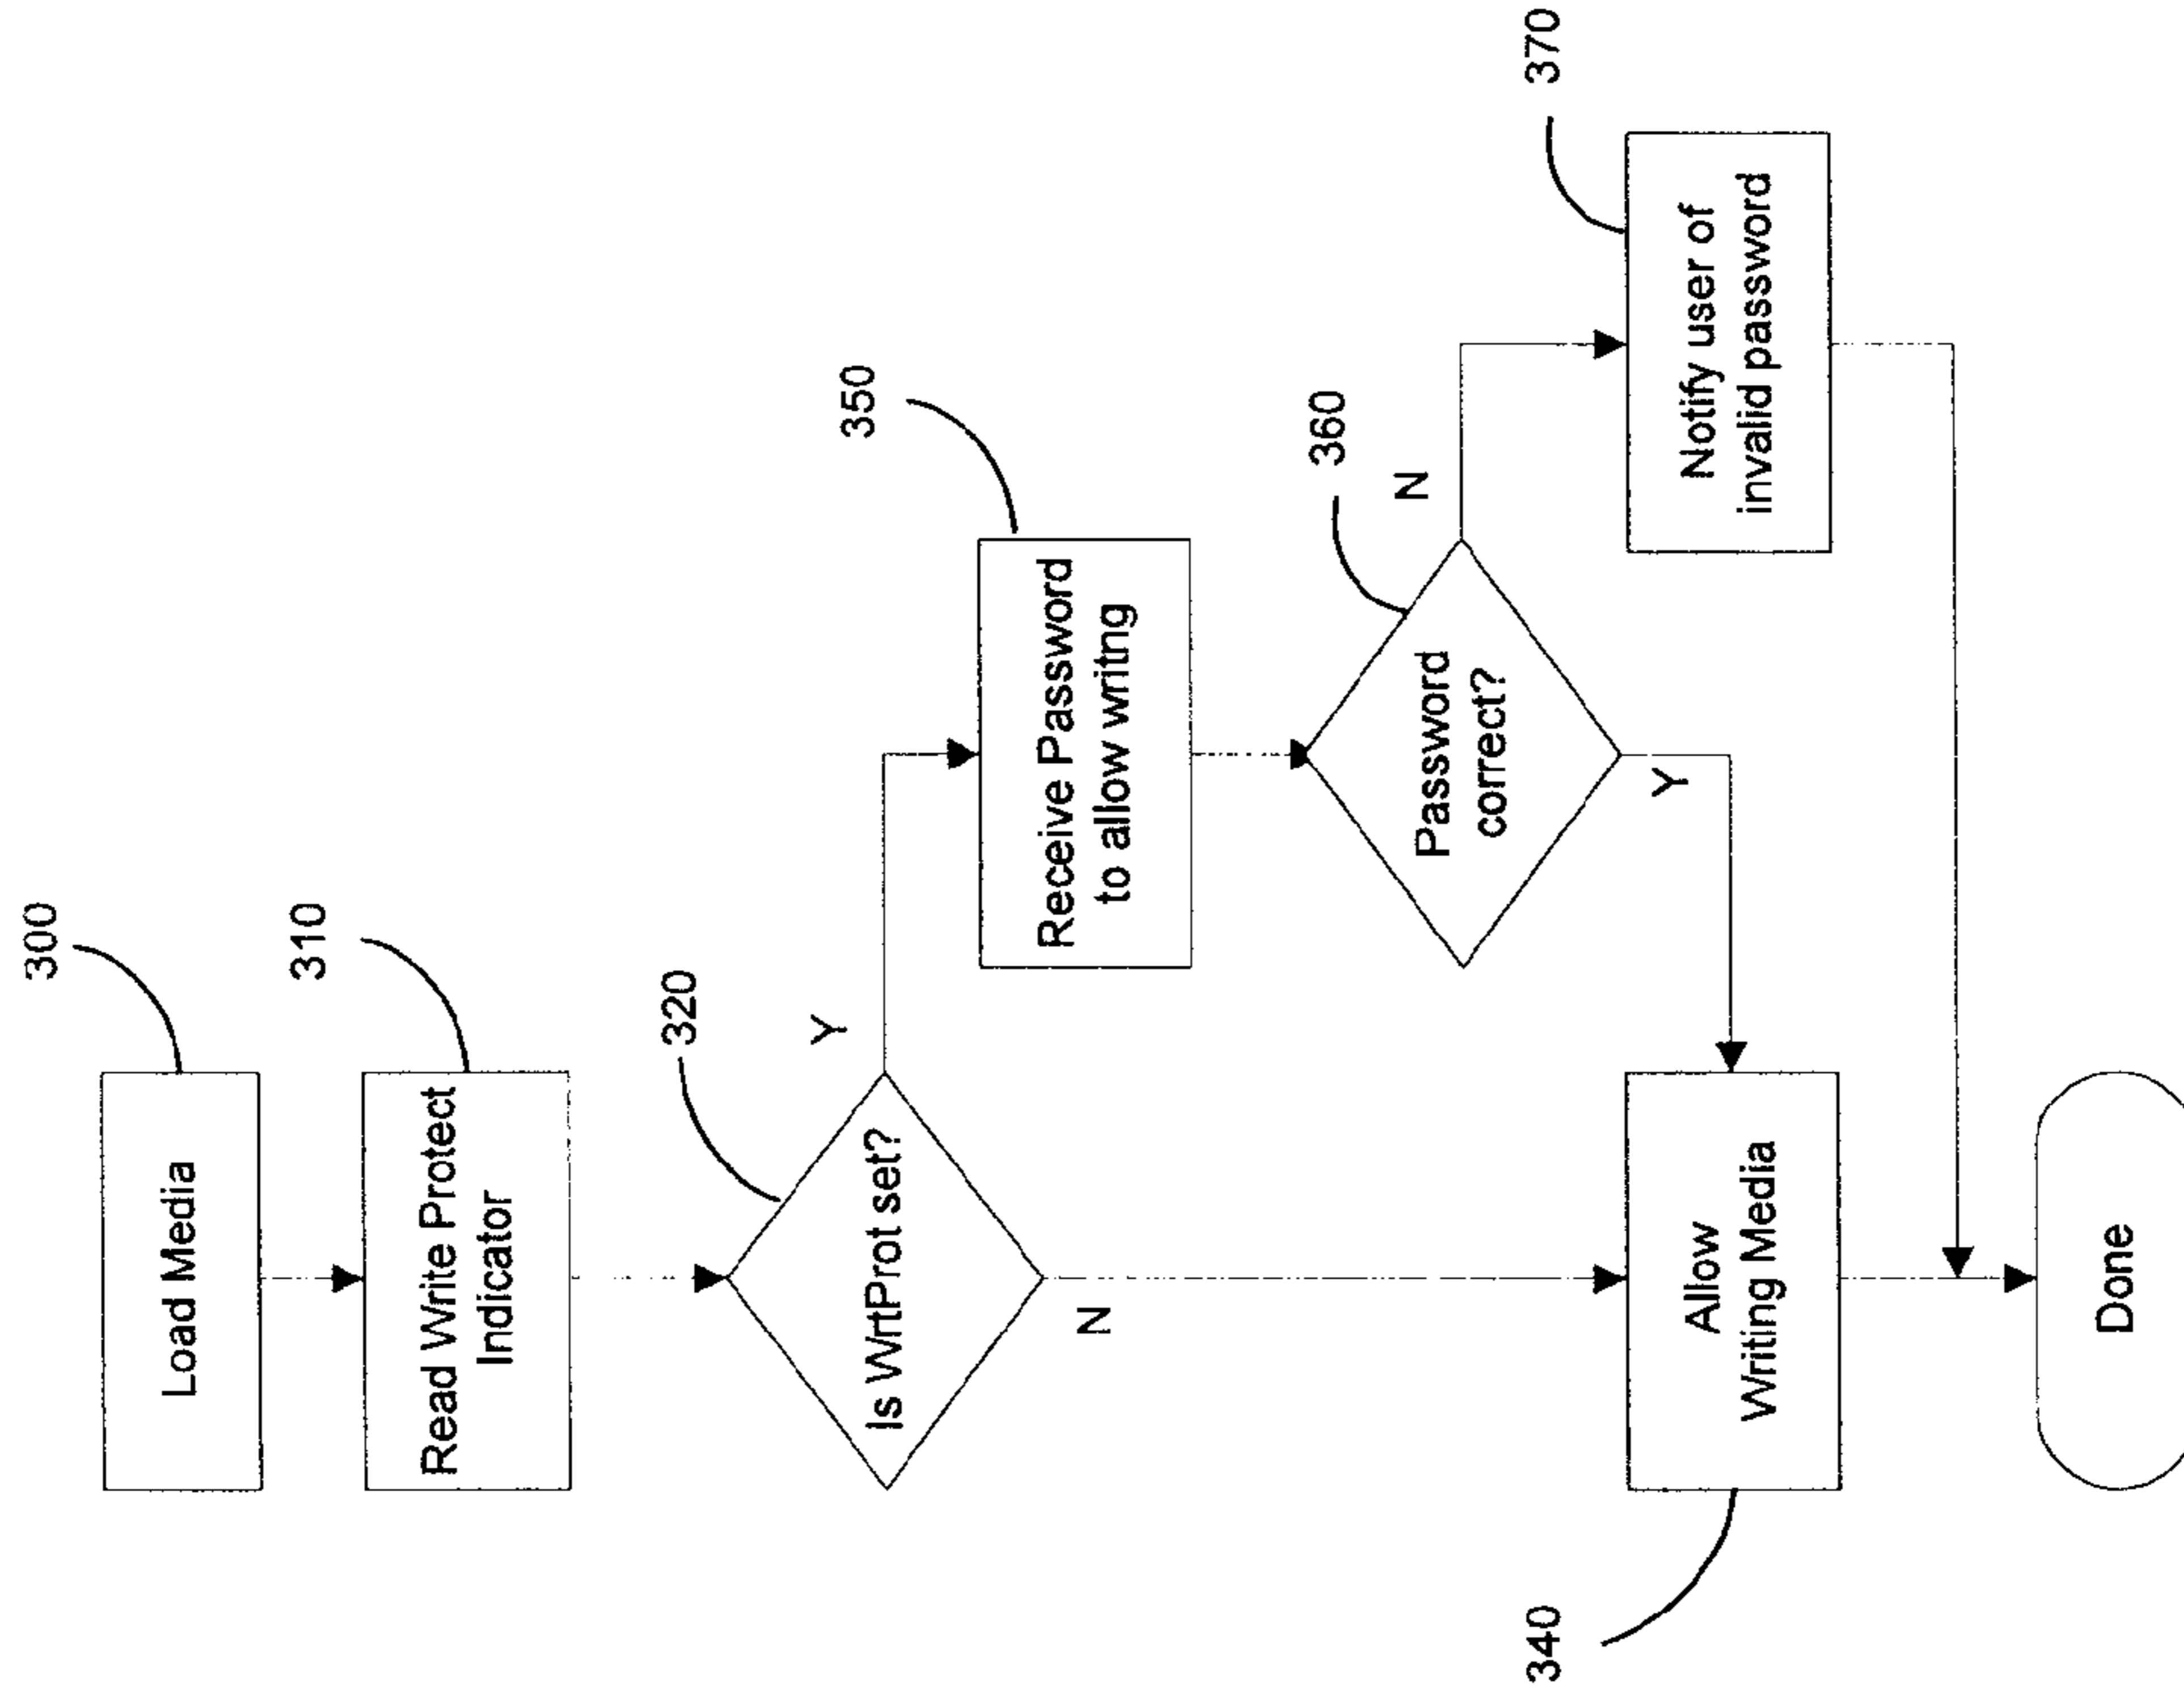 300
Load Media
310
Read Write Protect
Indicator
320
Is WrtProt set?
Y
N
350
Receive Password
to allow writng
360
Password
correct?
N
Y
370
Notify user of
invalid password
340
Allow
Writing Media
Done